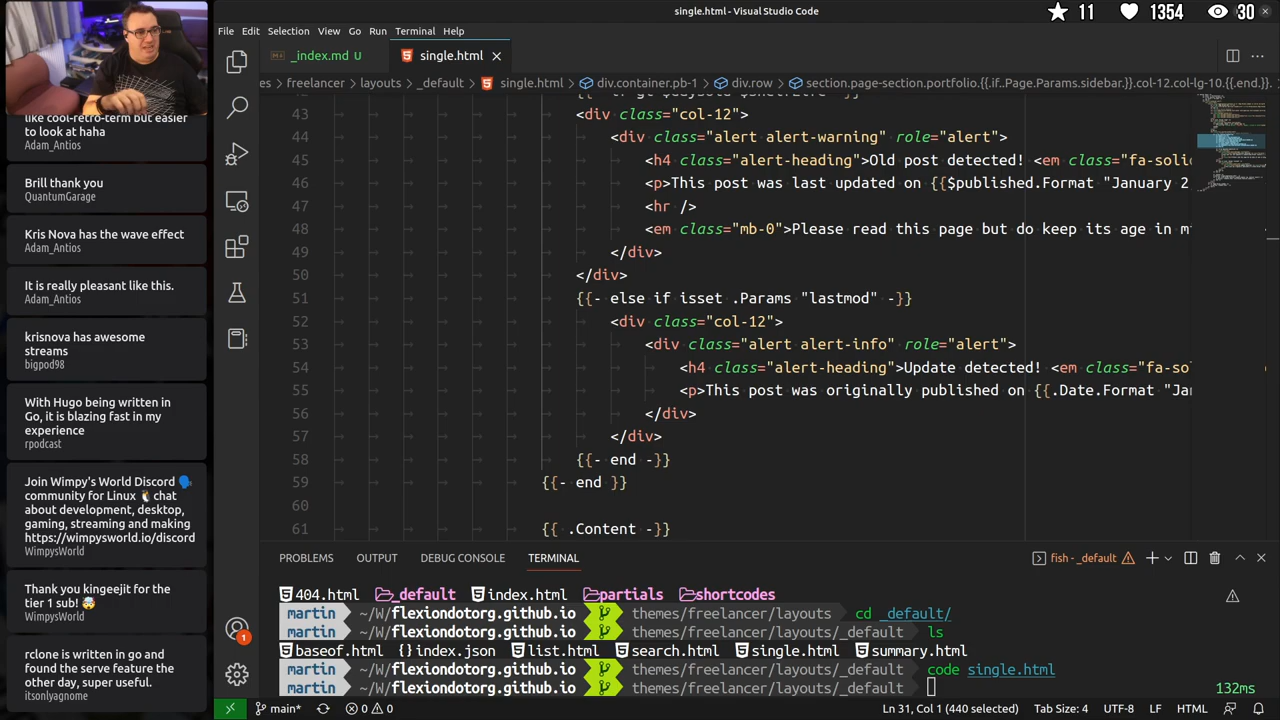 single.html - Visual Studio Code
11
1354
30
File Edit Selection View Go Run Terminal Help
_index.md U
single.html
es > freelancer > layouts > _default > single.html > div.container.pb-1 > div.row > section.page-section.portfolio.{{.if.Page.Params.sidebar.}}.col-12.col-lg-10.{{.end.}}.
like cool-retro-term but easier
to look at haha
Adam_Antios
Brill thank you
QuantumGarage
Kris Nova has the wave effect
Adam_Antios
It is really pleasant like this.
Adam_Antios
krisnova has awesome
streams
bigpod98
With Hugo being written in
Go, it is blazing fast in my
experience
rpodcast
Join Wimpy's World Discord 🗣
community for Linux 🐧 chat
about development, desktop,
gaming, streaming and making
https://wimpysworld.io/discord
WimpysWorld
Thank you kingeejit for the
tier 1 sub! 🤯
WimpysWorld
rclone is written in go and
found the serve feature the
other day, super useful.
itsonlyagnome
43 <div class="col-12">
44 <div class="alert alert-warning" role="alert">
45 <h4 class="alert-heading">Old post detected! <em class="fa-soli
46 <p>This post was last updated on {{$published.Format "January 2
47 <hr />
48 <em class="mb-0">Please read this page but do keep its age in mi
49 </div>
50 </div>
51 {{- else if isset .Params "lastmod" -}}
52 <div class="col-12">
53 <div class="alert alert-info" role="alert">
54 <h4 class="alert-heading">Update detected! <em class="fa-so
55 <p>This post was originally published on {{.Date.Format "Jan
56 </div>
57 </div>
58 {{- end -}}
59 {{- end }}
60
61 {{ .Content -}}
PROBLEMS OUTPUT DEBUG CONSOLE TERMINAL
fish - _default
404.html _default index.html partials shortcodes
martin ~/W/flexiondotorg.github.io themes/freelancer/layouts cd _default/
martin ~/W/flexiondotorg.github.io themes/freelancer/layouts/_default ls
baseof.html {}index.json list.html search.html single.html summary.html
martin ~/W/flexiondotorg.github.io themes/freelancer/layouts/_default code single.html
martin ~/W/flexiondotorg.github.io themes/freelancer/layouts/_default
132ms
1
main* 0 0 Ln 31, Col 1 (440 selected) Tab Size: 4 UTF-8 LF HTML